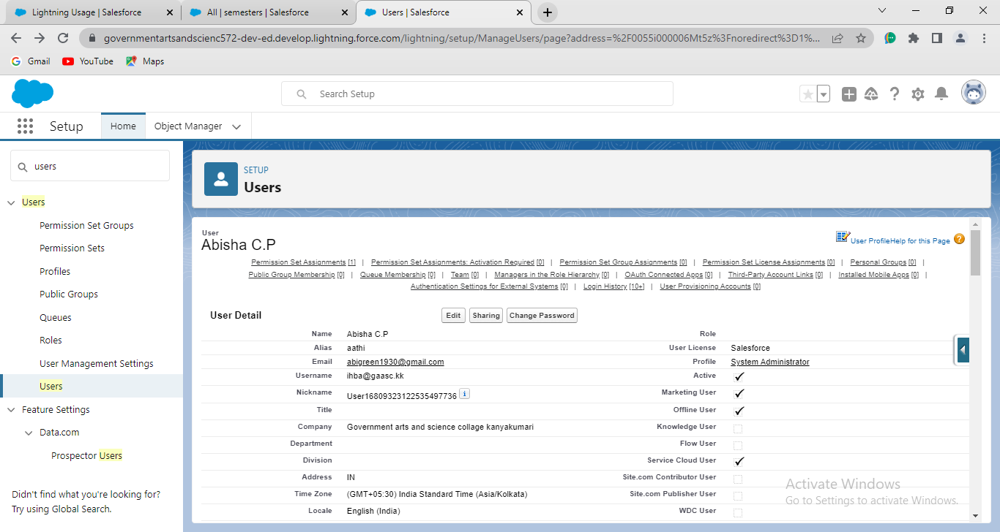 Lightning Usage | Salesforce
All | semesters | Salesforce
Users | Salesforce
governmentartsandscienc572-dev-ed.develop.lightning.force.com/lightning/setup/ManageUsers/page?address=%2F0055i000006Mt5z%3Fnoredirect%3D1%...
Gmail YouTube Maps
Search Setup
Setup Home Object Manager
users
Users
Permission Set Groups
Permission Sets
Profiles
Public Groups
Queues
Roles
User Management Settings
Users
Feature Settings
Data.com
Prospector Users
Didn't find what you're looking for?
Try using Global Search.
SETUP
Users
User
Abisha C.P
User Profile Help for this Page ?
Permission Set Assignments [1] | Permission Set Assignments: Activation Required [0] | Permission Set Group Assignments [0] | Permission Set License Assignments [0] | Personal Groups [0] |
Public Group Membership [0] | Queue Membership [0] | Team [0] | Managers in the Role Hierarchy [0] | OAuth Connected Apps [0] | Third-Party Account Links [0] | Installed Mobile Apps [0] |
Authentication Settings for External Systems [0] | Login History [10+] | User Provisioning Accounts [0]
User Detail Edit Sharing Change Password
Name Abisha C.P Role
Alias aathi User License Salesforce
Email abigreen1930@gmail.com Profile System Administrator
Username ihba@gaasc.kk Active ✓
Nickname User16809323122535497736 i Marketing User ✓
Title Offline User ✓
Company Government arts and science collage kanyakumari Knowledge User
Department Flow User
Division Service Cloud User ✓
Address IN Site.com Contributor User
Time Zone (GMT+05:30) India Standard Time (Asia/Kolkata) Site.com Publisher User
Locale English (India) WDC User
Activate Windows
Go to Settings to activate Windows.